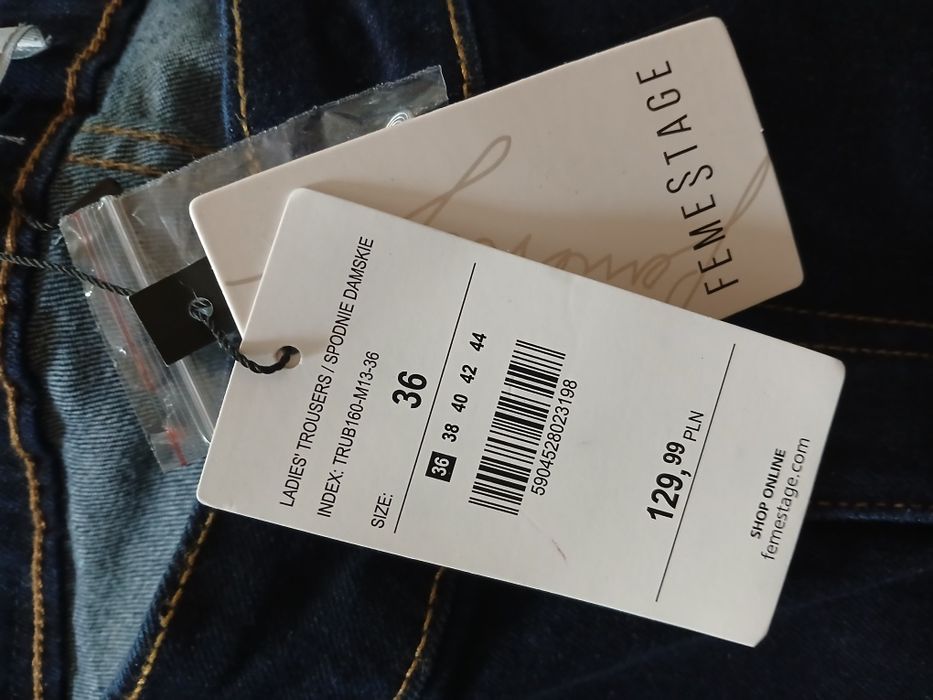 FEMESTAGE
LADIES' TROUSERS / SPODNIE DAMSKIE
INDEX: TRUB160-M13-36
SIZE: 36
36 38 40 42 44
5904528023198
129,99 PLN
SHOP ONLINE
femestage.com